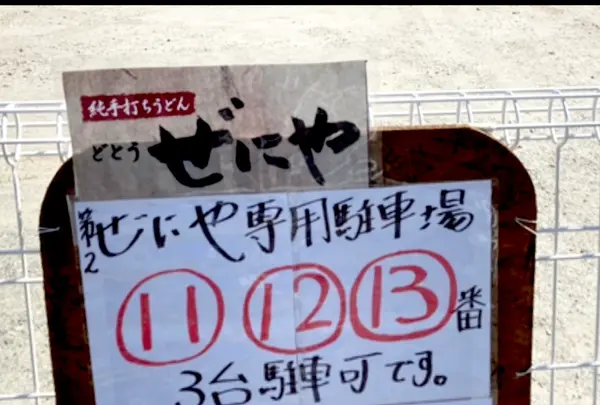 純手打ちうどん
どとう ぜにや
第2 ぜにや専用駐車場
11 12 13 番
3台駐車可です。